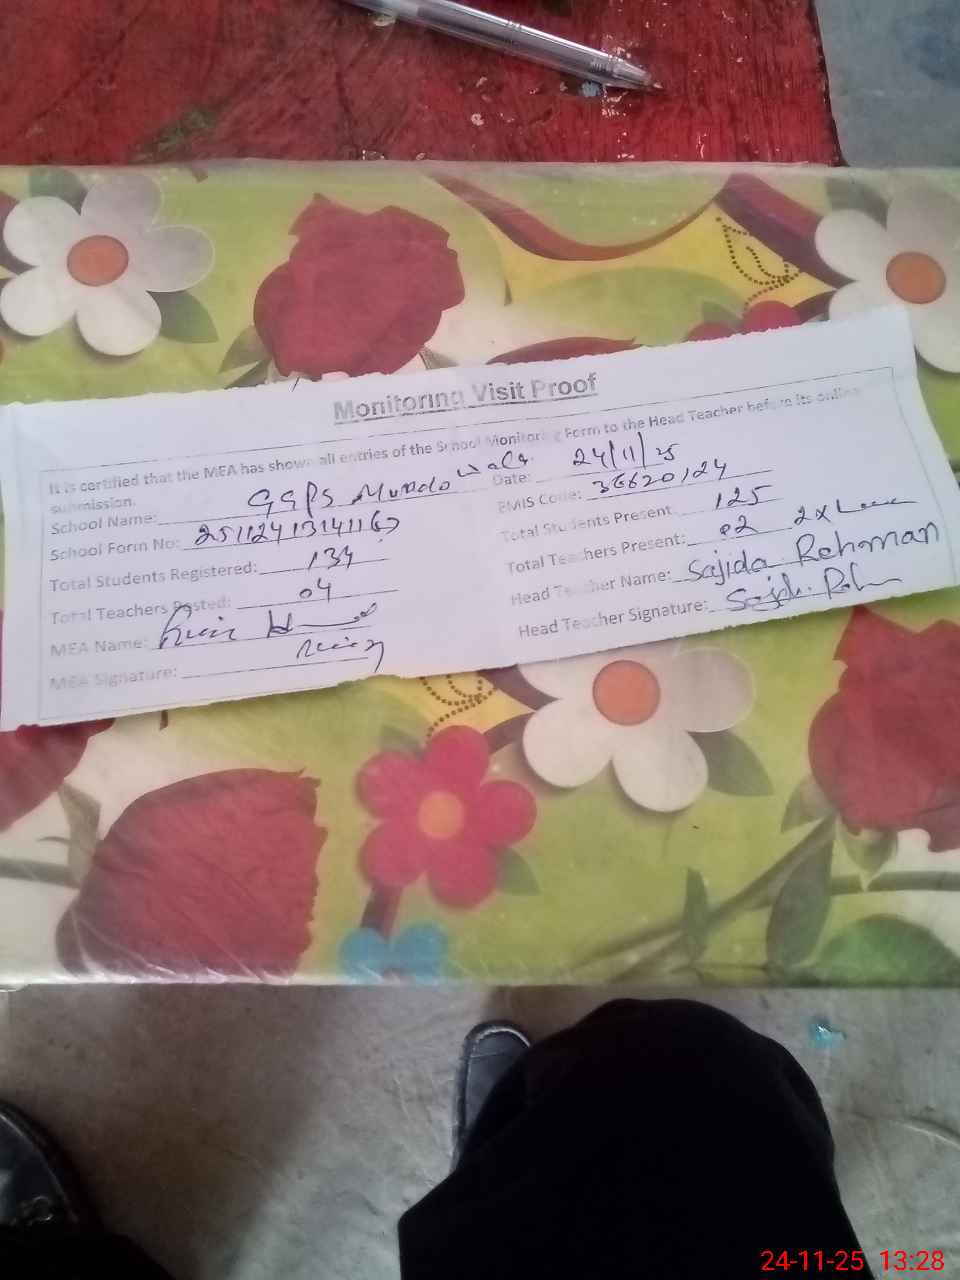 Monitoring Visit Proof
It is certified that the MEA has shown all entries of the School Monitoring Form to the Head Teacher before its online
submission.
School Name: GGPS Mundo wala Date: 24/11/25
School Form No: EMIS Code: 36620124
Total Students Registered: 134 Total Students Present: 125
Total Teachers Posted: 04 Total Teachers Present: 02 2x Leave
MEA Name: Head Teacher Name: Sajida Rehman
MEA Signature: Head Teacher Signature:
24-11-25 13:28